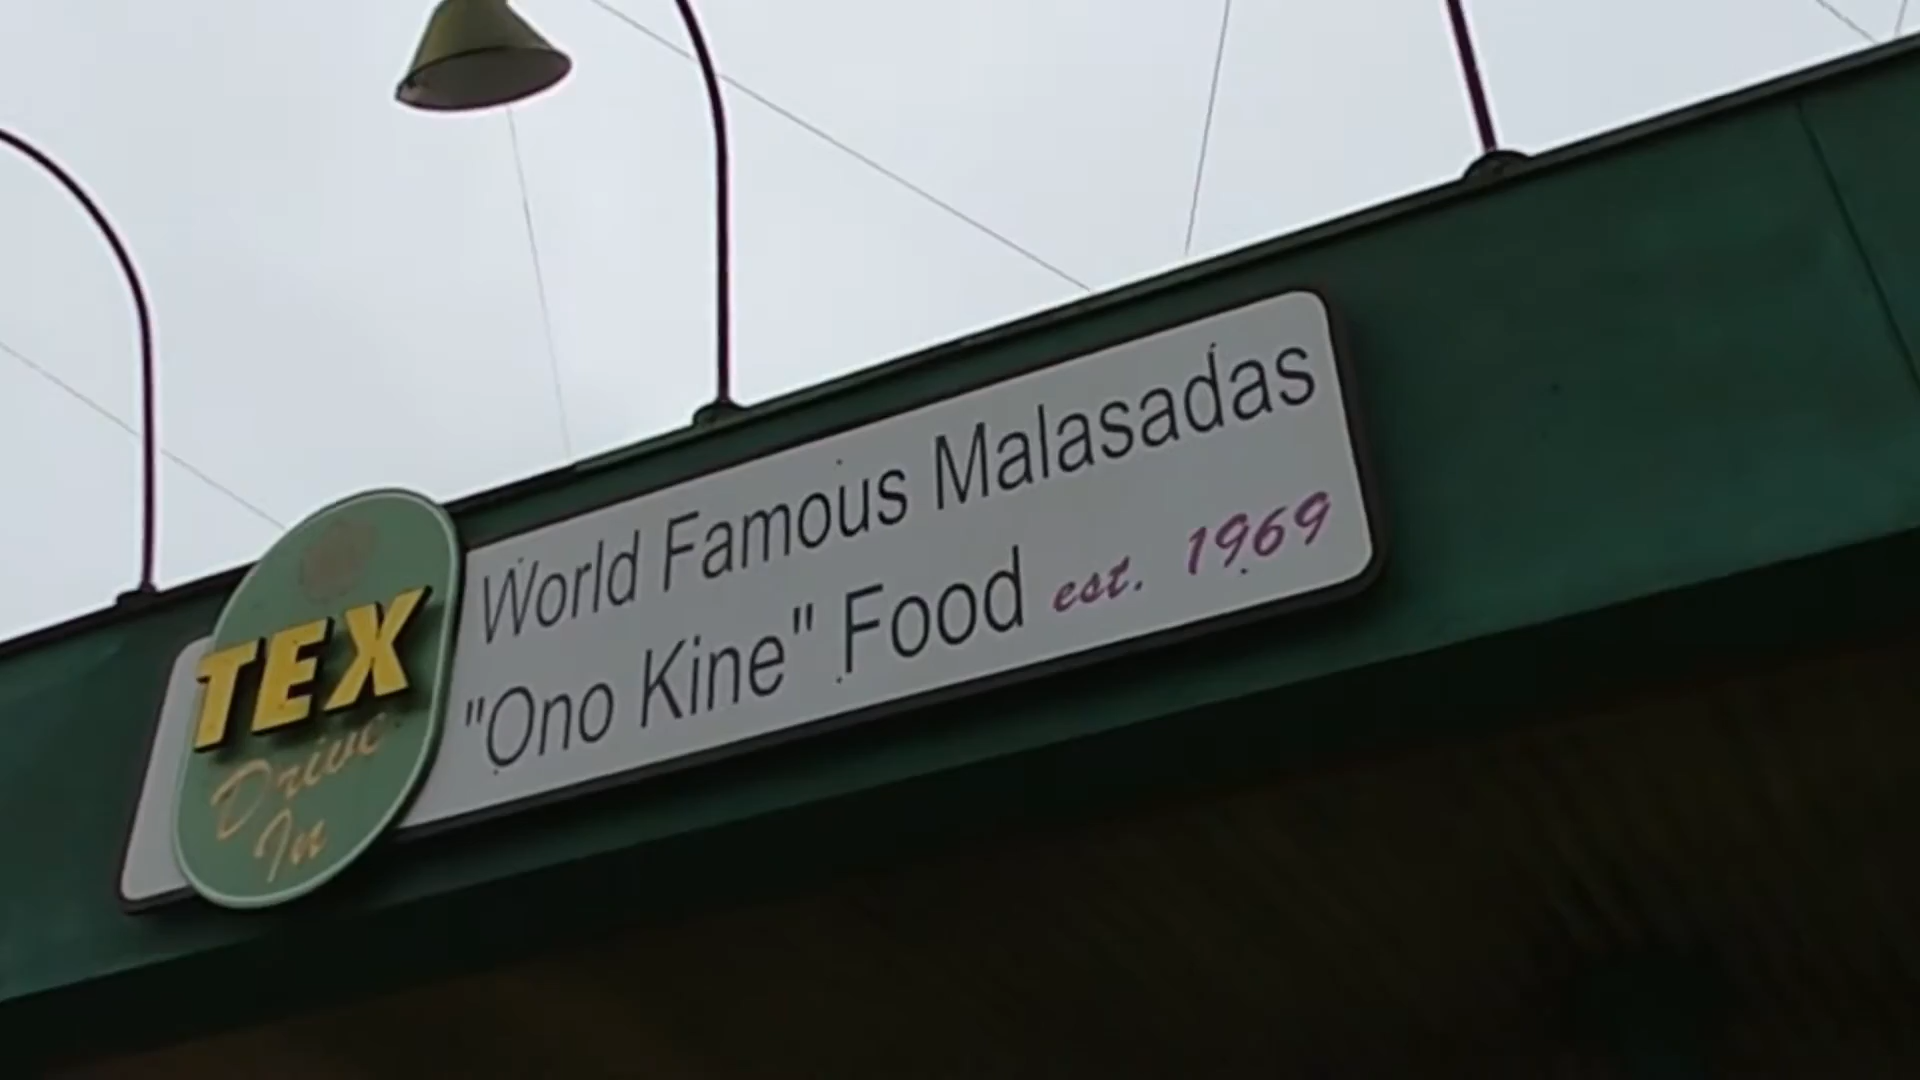 TEX
Drive
In
World Famous Malasadas
"Ono Kine" Food est. 1969